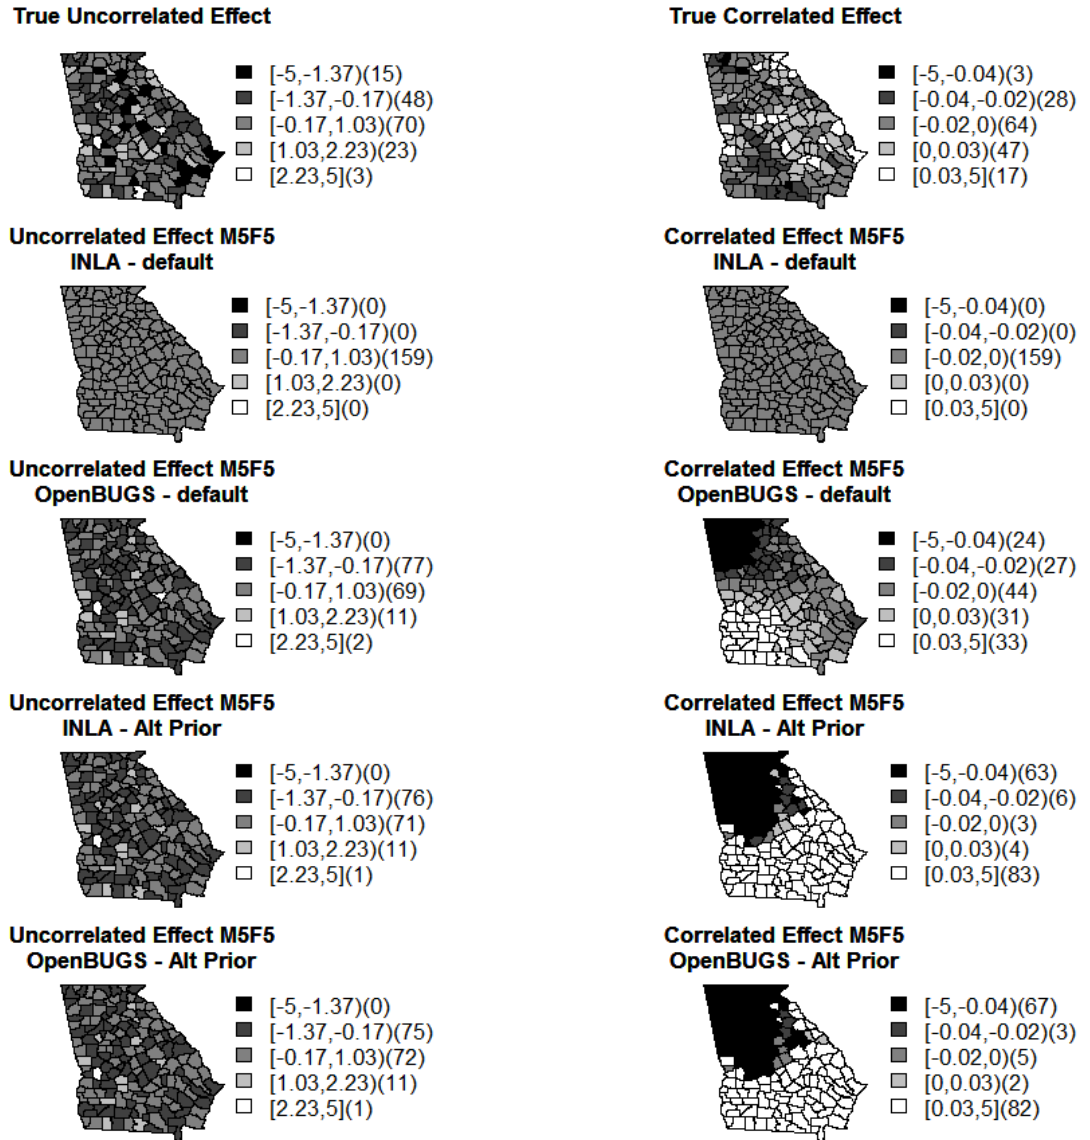 True Uncorrelated Effect
[-5,-1.37)(15)
[-1.37,-0.17)(48)
[-0.17,1.03)(70)
[1.03,2.23)(23)
[2.23,5](3)
True Correlated Effect
[-5,-0.04)(3)
[-0.04,-0.02)(28)
[-0.02,0)(64)
[0,0.03)(47)
[0.03,5](17)
Uncorrelated Effect M5F5
INLA - default
[-5,-1.37)(0)
[-1.37,-0.17)(0)
[-0.17,1.03)(159)
[1.03,2.23)(0)
[2.23,5](0)
Correlated Effect M5F5
INLA - default
[-5,-0.04)(0)
[-0.04,-0.02)(0)
[-0.02,0)(159)
[0,0.03)(0)
[0.03,5](0)
Uncorrelated Effect M5F5
OpenBUGS - default
[-5,-1.37)(0)
[-1.37,-0.17)(77)
[-0.17,1.03)(69)
[1.03,2.23)(11)
[2.23,5](2)
Correlated Effect M5F5
OpenBUGS - default
[-5,-0.04)(24)
[-0.04,-0.02)(27)
[-0.02,0)(44)
[0,0.03)(31)
[0.03,5](33)
Uncorrelated Effect M5F5
INLA - Alt Prior
[-5,-1.37)(0)
[-1.37,-0.17)(76)
[-0.17,1.03)(71)
[1.03,2.23)(11)
[2.23,5](1)
Correlated Effect M5F5
INLA - Alt Prior
[-5,-0.04)(63)
[-0.04,-0.02)(6)
[-0.02,0)(3)
[0,0.03)(4)
[0.03,5](83)
Uncorrelated Effect M5F5
OpenBUGS - Alt Prior
[-5,-1.37)(0)
[-1.37,-0.17)(75)
[-0.17,1.03)(72)
[1.03,2.23)(11)
[2.23,5](1)
Correlated Effect M5F5
OpenBUGS - Alt Prior
[-5,-0.04)(67)
[-0.04,-0.02)(3)
[-0.02,0)(5)
[0,0.03)(2)
[0.03,5](82)